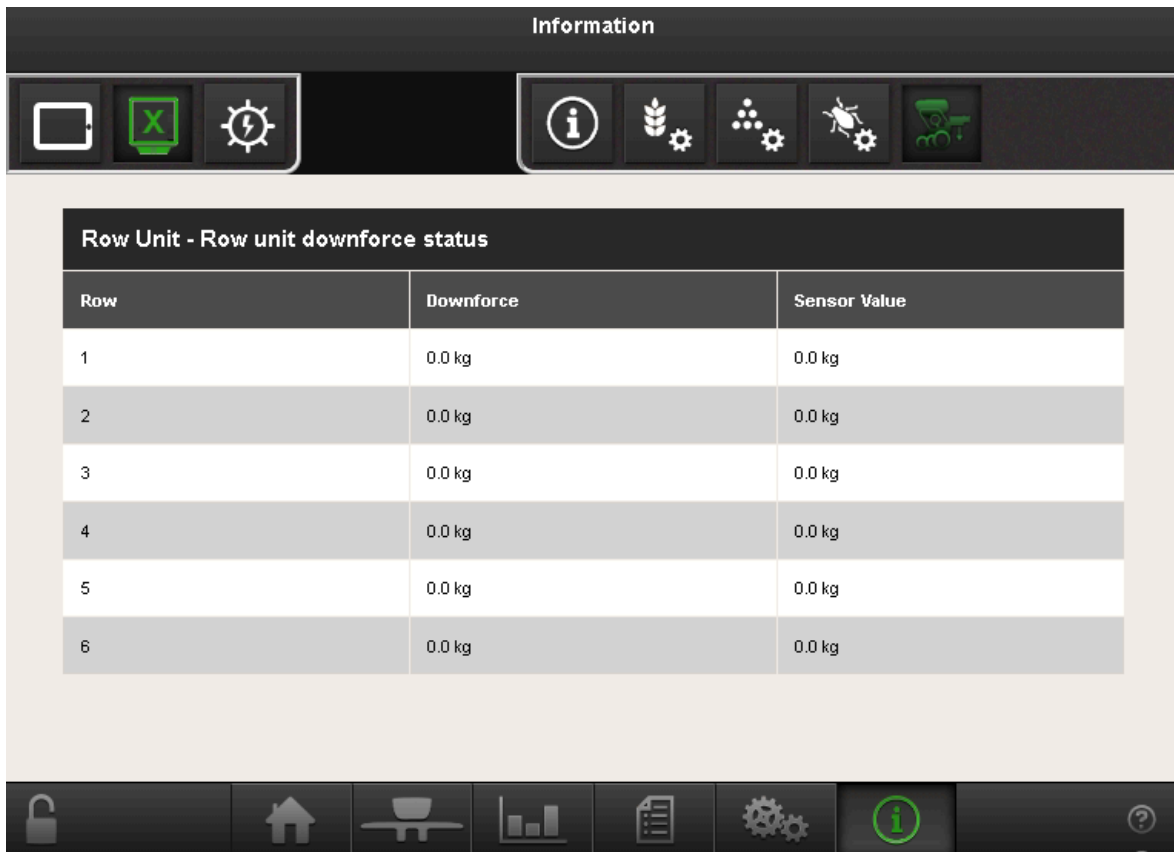 Information
X
i
Row Unit - Row unit downforce status
Row Downforce Sensor Value
1 0.0 kg 0.0 kg
2 0.0 kg 0.0 kg
3 0.0 kg 0.0 kg
4 0.0 kg 0.0 kg
5 0.0 kg 0.0 kg
6 0.0 kg 0.0 kg
i ?